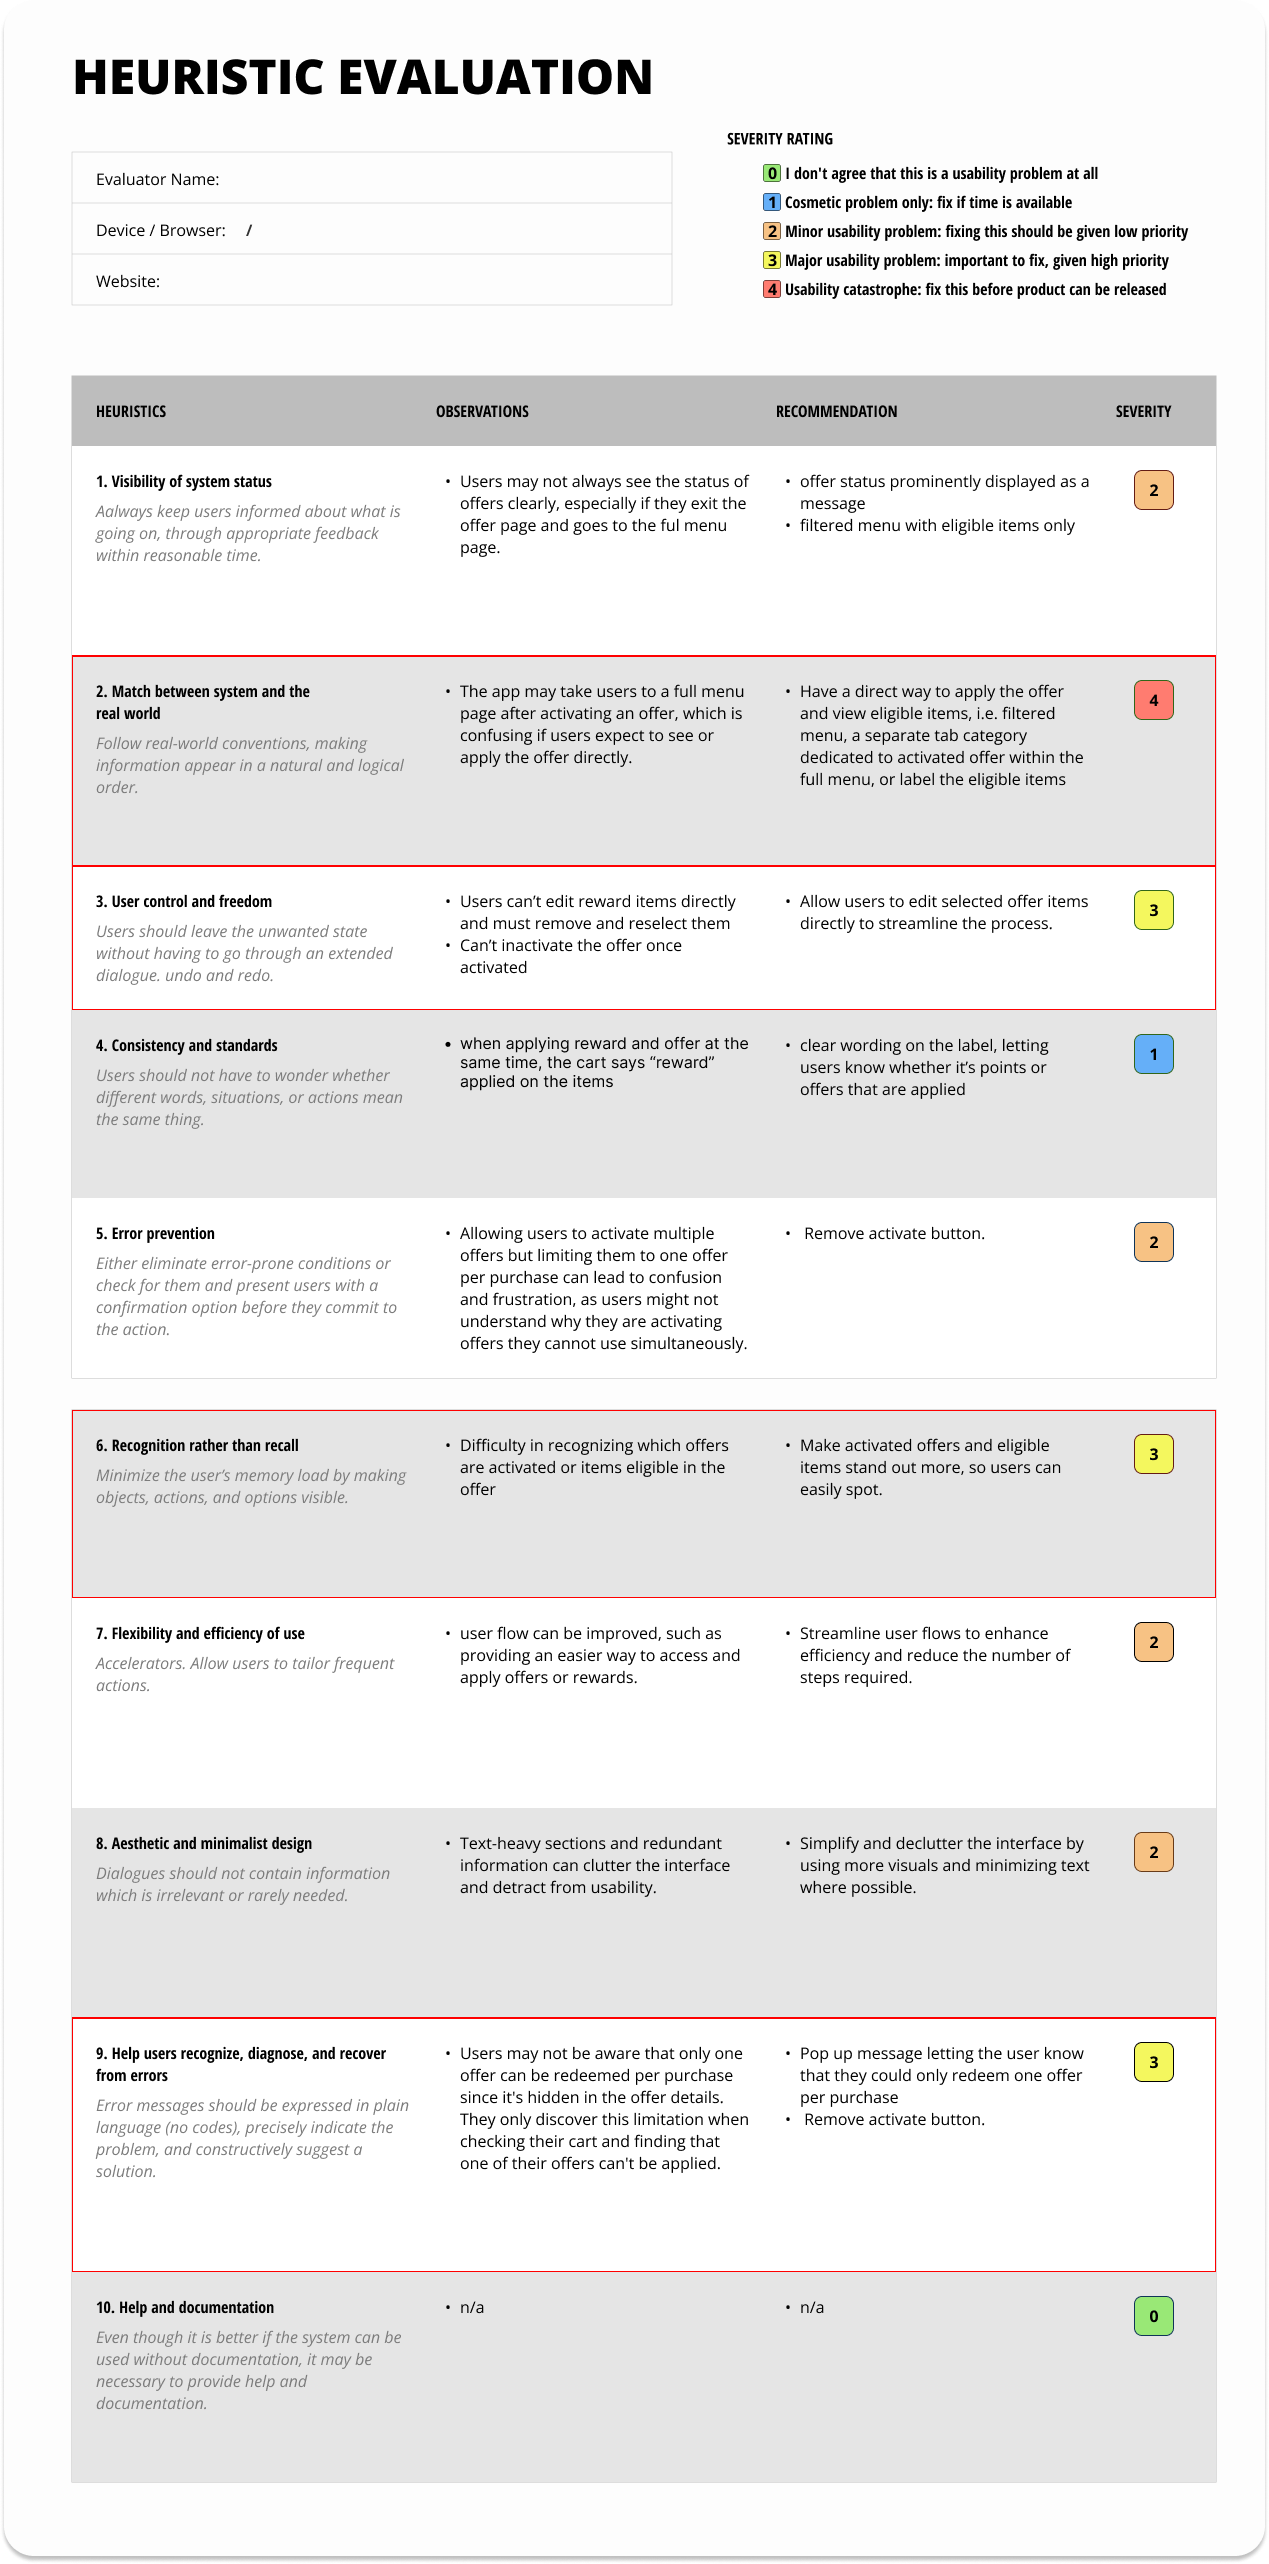 HEURISTIC EVALUATION
SEVERITY RATING
Evaluator Name:
Device / Browser: /
Website:
0 I don't agree that this is a usability problem at all
1 Cosmetic problem only: fix if time is available
2 Minor usability problem: fixing this should be given low priority
3 Major usability problem: important to fix, given high priority
4 Usability catastrophe: fix this before product can be released
HEURISTICS
OBSERVATIONS
RECOMMENDATION
SEVERITY
1. Visibility of system status
Aalways keep users informed about what is
going on, through appropriate feedback
within reasonable time.
• Users may not always see the status of
offers clearly, especially if they exit the
offer page and goes to the ful menu
page.
• offer status prominently displayed as a
message
• filtered menu with eligible items only
2
2. Match between system and the
real world
Follow real-world conventions, making
information appear in a natural and logical
order.
• The app may take users to a full menu
page after activating an offer, which is
confusing if users expect to see or
apply the offer directly.
• Have a direct way to apply the offer
and view eligible items, i.e. filtered
menu, a separate tab category
dedicated to activated offer within the
full menu, or label the eligible items
4
3. User control and freedom
Users should leave the unwanted state
without having to go through an extended
dialogue. undo and redo.
• Users can’t edit reward items directly
and must remove and reselect them
• Can’t inactivate the offer once
activated
• Allow users to edit selected offer items
directly to streamline the process.
3
4. Consistency and standards
Users should not have to wonder whether
different words, situations, or actions mean
the same thing.
• when applying reward and offer at the
same time, the cart says “reward”
applied on the items
• clear wording on the label, letting
users know whether it’s points or
offers that are applied
1
5. Error prevention
Either eliminate error-prone conditions or
check for them and present users with a
confirmation option before they commit to
the action.
• Allowing users to activate multiple
offers but limiting them to one offer
per purchase can lead to confusion
and frustration, as users might not
understand why they are activating
offers they cannot use simultaneously.
• Remove activate button.
2
6. Recognition rather than recall
Minimize the user’s memory load by making
objects, actions, and options visible.
• Difficulty in recognizing which offers
are activated or items eligible in the
offer
• Make activated offers and eligible
items stand out more, so users can
easily spot.
3
7. Flexibility and efficiency of use
Accelerators. Allow users to tailor frequent
actions.
• user flow can be improved, such as
providing an easier way to access and
apply offers or rewards.
• Streamline user flows to enhance
efficiency and reduce the number of
steps required.
2
8. Aesthetic and minimalist design
Dialogues should not contain information
which is irrelevant or rarely needed.
• Text-heavy sections and redundant
information can clutter the interface
and detract from usability.
• Simplify and declutter the interface by
using more visuals and minimizing text
where possible.
2
9. Help users recognize, diagnose, and recover
from errors
Error messages should be expressed in plain
language (no codes), precisely indicate the
problem, and constructively suggest a
solution.
• Users may not be aware that only one
offer can be redeemed per purchase
since it's hidden in the offer details.
They only discover this limitation when
checking their cart and finding that
one of their offers can't be applied.
• Pop up message letting the user know
that they could only redeem one offer
per purchase
• Remove activate button.
3
10. Help and documentation
Even though it is better if the system can be
used without documentation, it may be
necessary to provide help and
documentation.
• n/a
• n/a
0